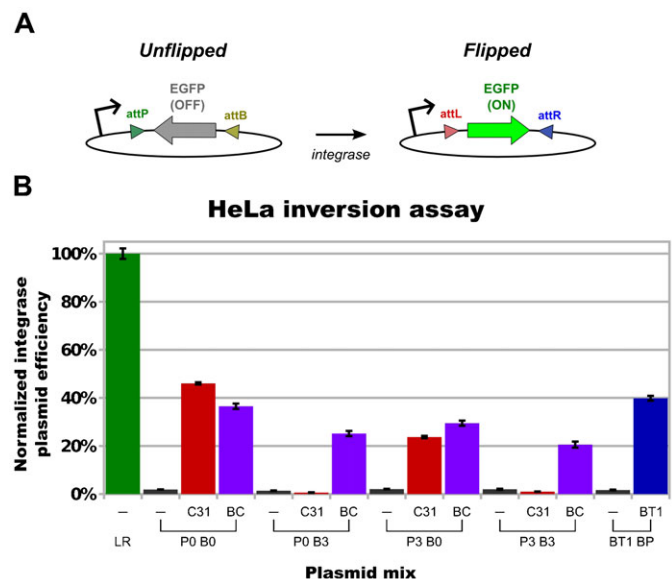 A
Unflipped
Flipped
EGFP
(OFF)
attP
attB
integrase
EGFP
(ON)
attL
attR
B
HeLa inversion assay
Normalized integrase
plasmid efficiency
100%
80%
60%
40%
20%
0%
– – C31 BC – C31 BC – C31 BC – C31 BC – BT1
LR P0 B0 P0 B3 P3 B0 P3 B3 BT1 BP
Plasmid mix